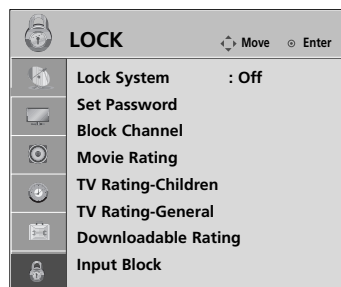 LOCK Move Enter
Lock System : Off
Set Password
Block Channel
Movie Rating
TV Rating-Children
TV Rating-General
Downloadable Rating
Input Block